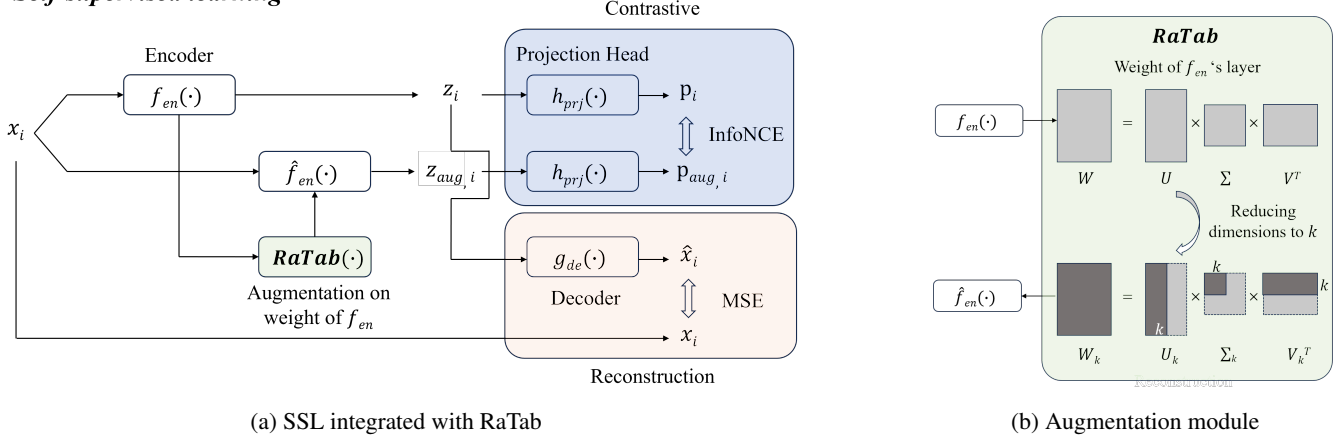 Self-supervised learning
Contrastive
Encoder
Projection Head
f_en(·)
z_i
h_prj(·)
p_i
x_i
InfoNCE
f̂_en(·)
z_aug, i
h_prj(·)
p_aug, i
RaTab(·)
g_de(·)
x̂_i
Augmentation on
weight of f_en
Decoder
MSE
x_i
Reconstruction
(a) SSL integrated with RaTab
RaTab
Weight of f_en 's layer
f_en(·)
= × ×
W U Σ V^T
Reducing
dimensions to k
k
f̂_en(·)
= × × k
k
W_k U_k Σ_k V_k^T
Reconstruction
(b) Augmentation module